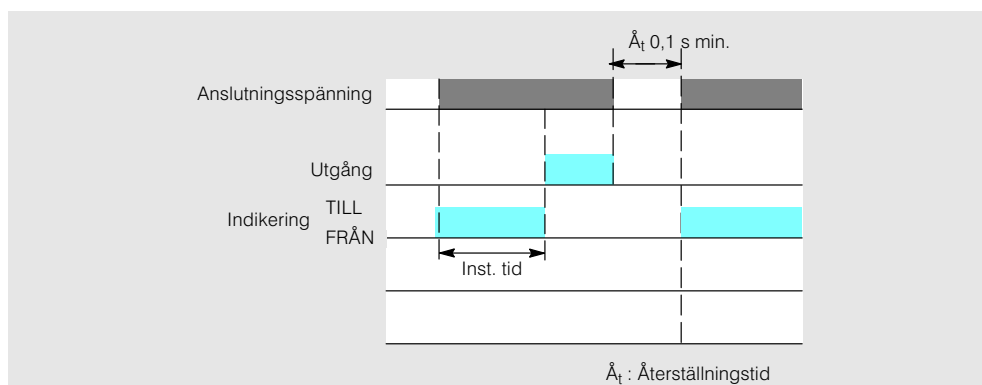 Åt 0,1 s min.
Anslutningsspänning
Utgång
Indikering TILL
FRÅN
Inst. tid
Åt : Återställningstid